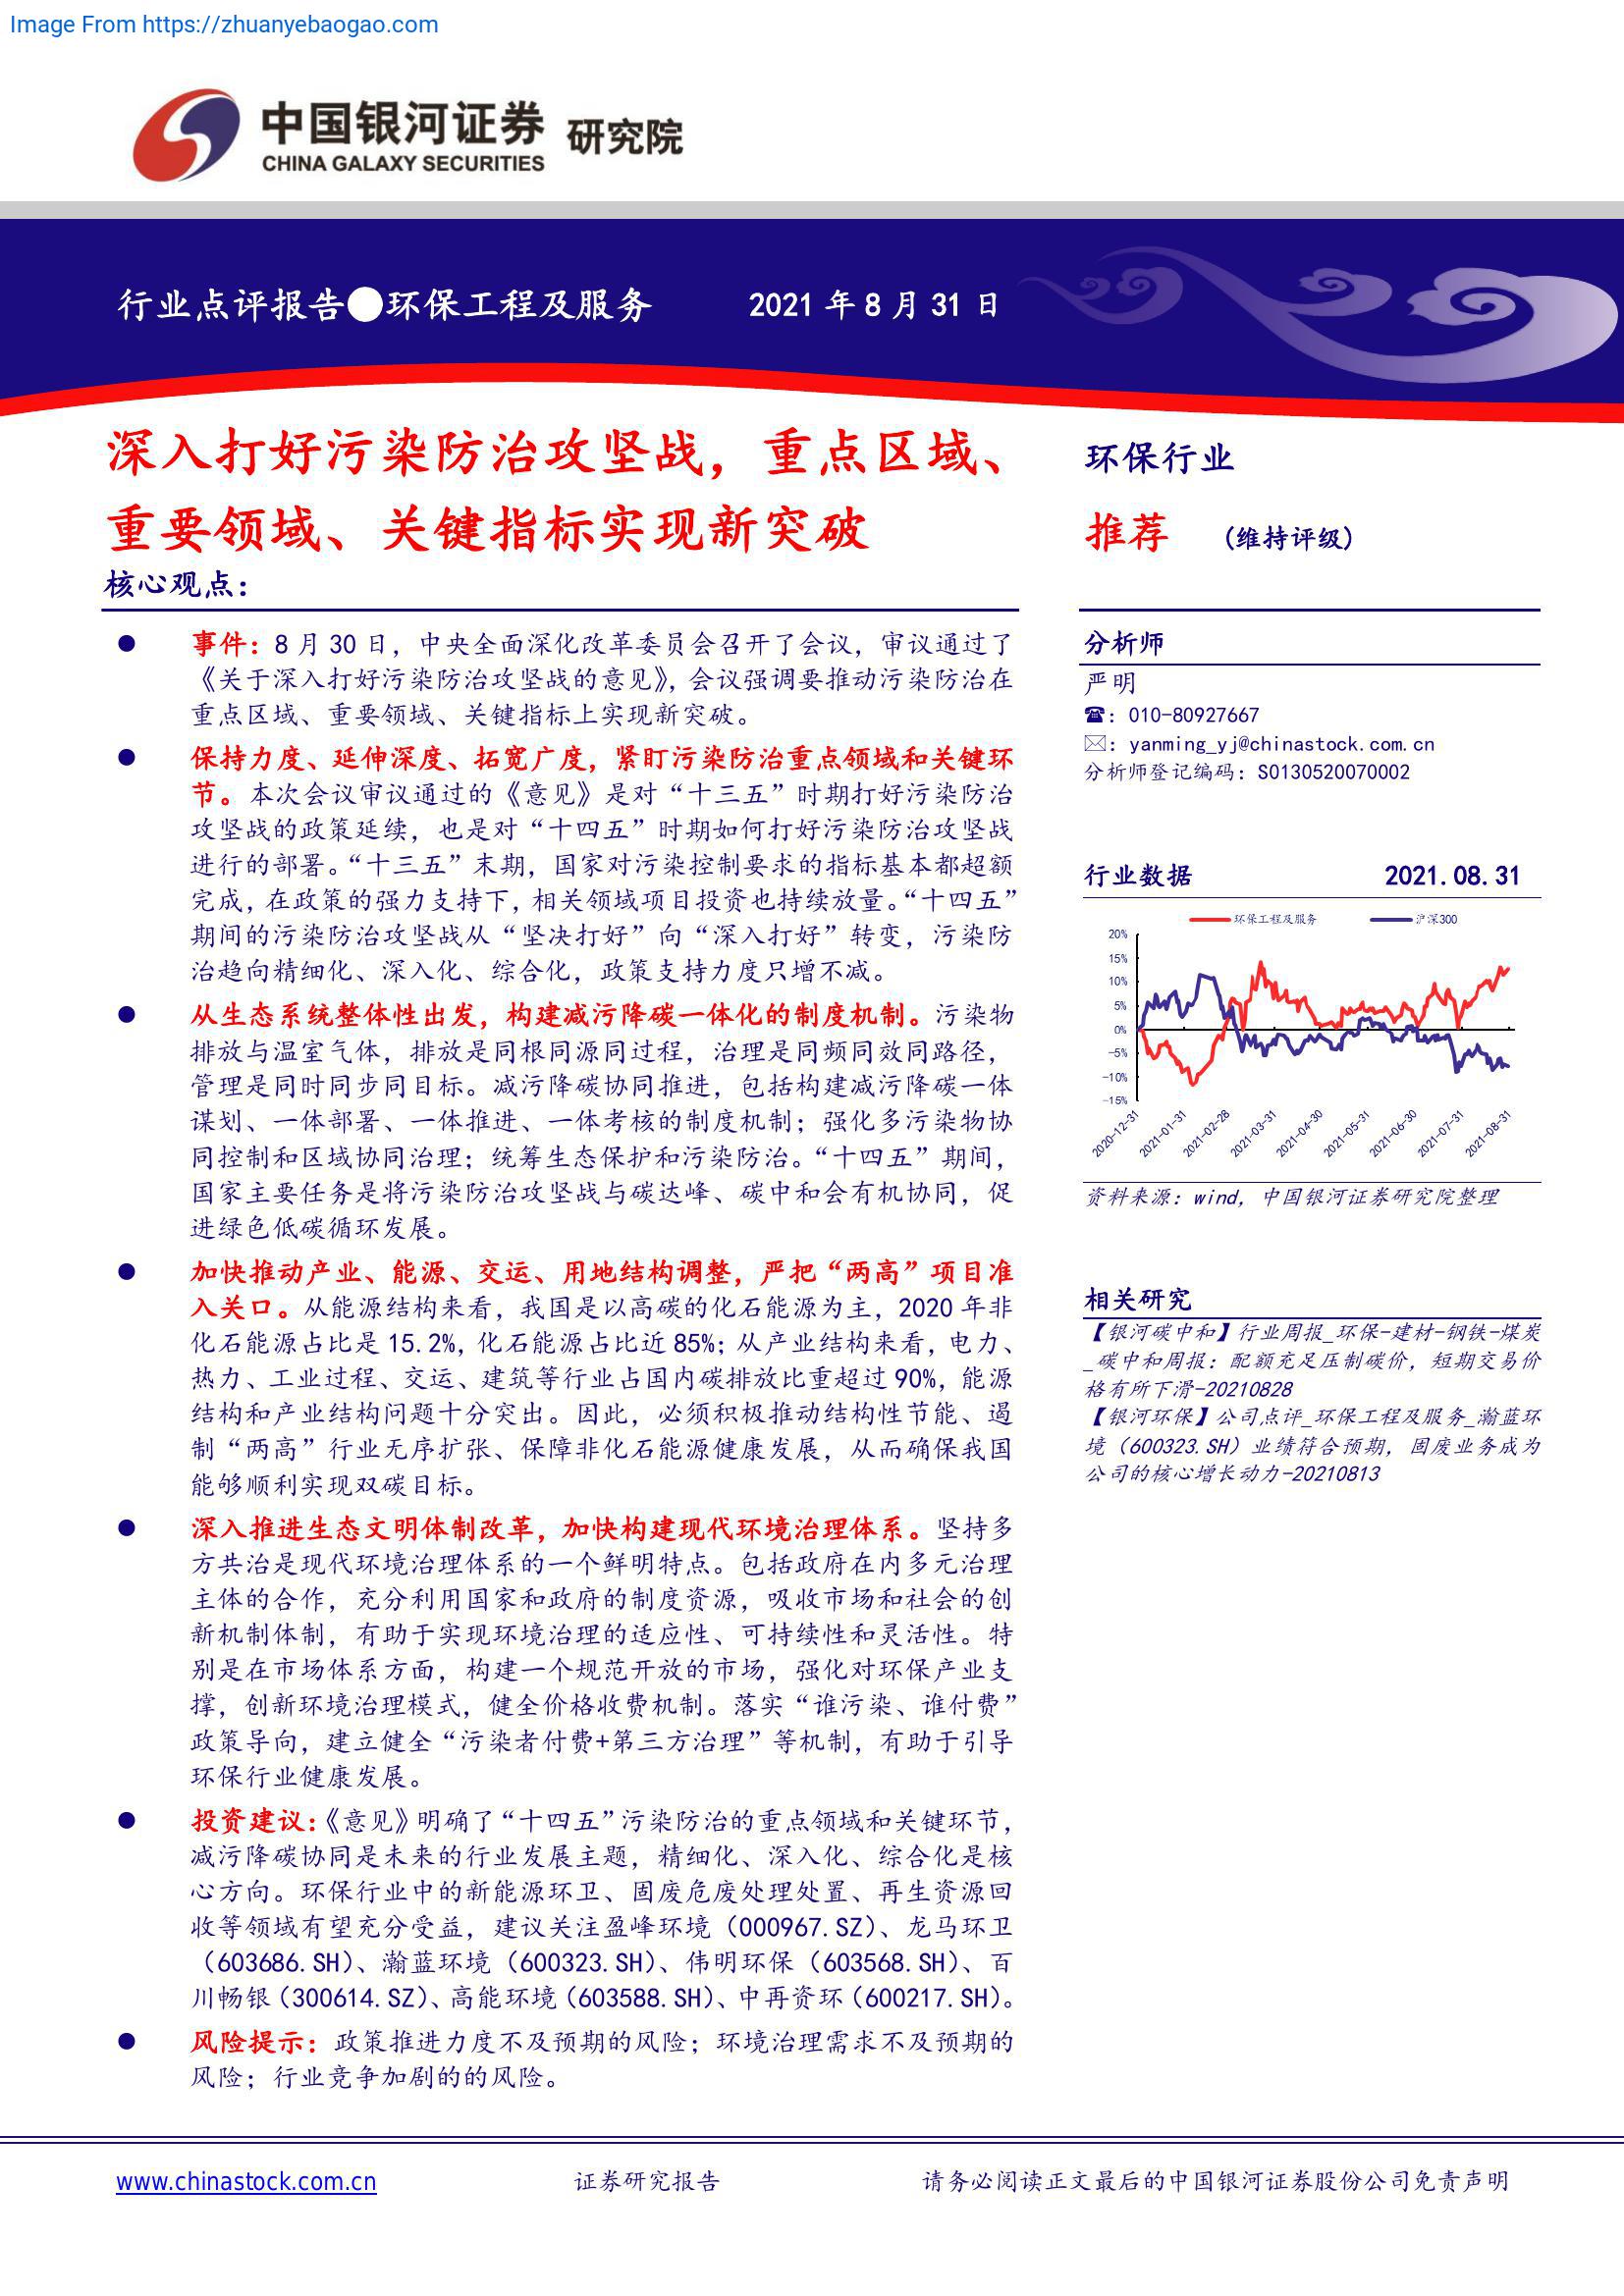 Image From https://zhuanyebaogao.com
中国银河证券 研究院
CHINA GALAXY SECURITIES
行业点评报告●环保工程及服务 2021 年 8 月 31 日
深入打好污染防治攻坚战，重点区域、
重要领域、关键指标实现新突破
核心观点：
● 事件：8 月 30 日，中央全面深化改革委员会召开了会议，审议通过了
《关于深入打好污染防治攻坚战的意见》，会议强调要推动污染防治在
重点区域、重要领域、关键指标上实现新突破。
● 保持力度、延伸深度、拓宽广度，紧盯污染防治重点领域和关键环
节。本次会议审议通过的《意见》是对“十三五”时期打好污染防治
攻坚战的政策延续，也是对“十四五”时期如何打好污染防治攻坚战
进行的部署。“十三五”末期，国家对污染控制要求的指标基本都超额
完成，在政策的强力支持下，相关领域项目投资也持续放量。“十四五”
期间的污染防治攻坚战从“坚决打好”向“深入打好”转变，污染防
治趋向精细化、深入化、综合化，政策支持力度只增不减。
● 从生态系统整体性出发，构建减污降碳一体化的制度机制。污染物
排放与温室气体，排放是同根同源同过程，治理是同频同效同路径，
管理是同时同步同目标。减污降碳协同推进，包括构建减污降碳一体
谋划、一体部署、一体推进、一体考核的制度机制；强化多污染物协
同控制和区域协同治理；统筹生态保护和污染防治。“十四五”期间，
国家主要任务是将污染防治攻坚战与碳达峰、碳中和会有机协同，促
进绿色低碳循环发展。
● 加快推动产业、能源、交运、用地结构调整，严把“两高”项目准
入关口。从能源结构来看，我国是以高碳的化石能源为主，2020 年非
化石能源占比是 15.2%，化石能源占比近 85%；从产业结构来看，电力、
热力、工业过程、交运、建筑等行业占国内碳排放比重超过 90%，能源
结构和产业结构问题十分突出。因此，必须积极推动结构性节能、遏
制“两高”行业无序扩张、保障非化石能源健康发展，从而确保我国
能够顺利实现双碳目标。
● 深入推进生态文明体制改革，加快构建现代环境治理体系。坚持多
方共治是现代环境治理体系的一个鲜明特点。包括政府在内多元治理
主体的合作，充分利用国家和政府的制度资源，吸收市场和社会的创
新机制体制，有助于实现环境治理的适应性、可持续性和灵活性。特
别是在市场体系方面，构建一个规范开放的市场，强化对环保产业支
撑，创新环境治理模式，健全价格收费机制。落实“谁污染、谁付费”
政策导向，建立健全“污染者付费+第三方治理”等机制，有助于引导
环保行业健康发展。
● 投资建议：《意见》明确了“十四五”污染防治的重点领域和关键环节，
减污降碳协同是未来的行业发展主题，精细化、深入化、综合化是核
心方向。环保行业中的新能源环卫、固废危废处理处置、再生资源回
收等领域有望充分受益，建议关注盈峰环境（000967.SZ）、龙马环卫
（603686.SH）、瀚蓝环境（600323.SH）、伟明环保（603568.SH）、百
川畅银（300614.SZ）、高能环境（603588.SH）、中再资环（600217.SH）。
● 风险提示：政策推进力度不及预期的风险；环境治理需求不及预期的
风险；行业竞争加剧的的风险。
环保行业
推荐 （维持评级）
分析师
严明
☎：010-80927667
✉：yanming_yj@chinastock.com.cn
分析师登记编码：S0130520070002
行业数据 2021.08.31
环保工程及服务 沪深300
20%
15%
10%
5%
0%
-5%
-10%
-15%
2020-12-31
2021-01-31
2021-02-28
2021-03-31
2021-04-30
2021-05-31
2021-06-30
2021-07-31
2021-08-31
资料来源：wind，中国银河证券研究院整理
相关研究
【银河碳中和】行业周报_环保-建材-钢铁-煤炭
_碳中和周报：配额充足压制碳价，短期交易价
格有所下滑-20210828
【银河环保】公司点评_环保工程及服务_瀚蓝环
境（600323.SH）业绩符合预期，固废业务成为
公司的核心增长动力-20210813
www.chinastock.com.cn 证券研究报告 请务必阅读正文最后的中国银河证券股份公司免责声明